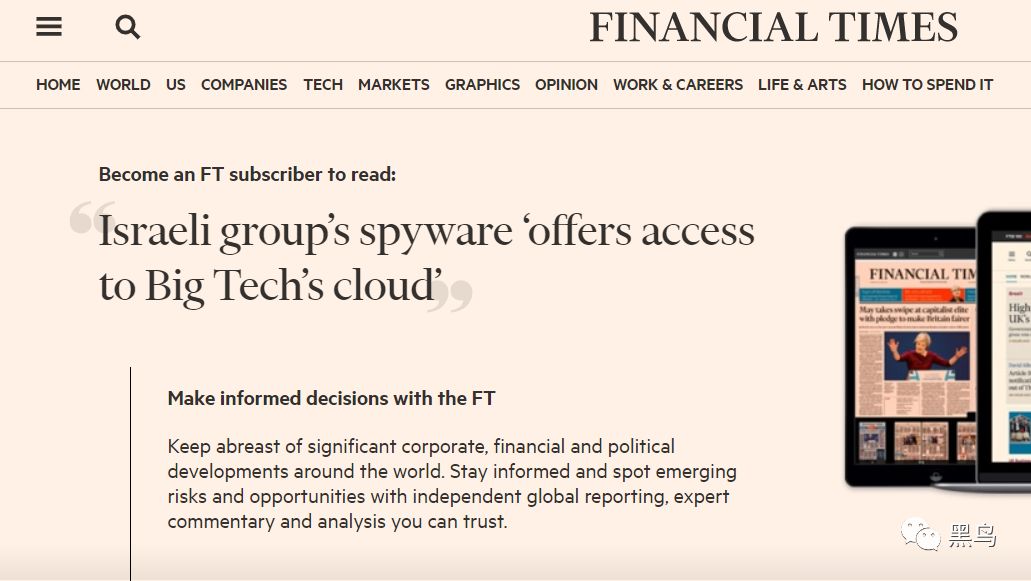 FINANCIAL TIMES
HOME WORLD US COMPANIES TECH MARKETS GRAPHICS OPINION WORK & CAREERS LIFE & ARTS HOW TO SPEND IT
Become an FT subscriber to read:
“Israeli group’s spyware ‘offers access
to Big Tech’s cloud’”
Make informed decisions with the FT
Keep abreast of significant corporate, financial and political
developments around the world. Stay informed and spot emerging
risks and opportunities with independent global reporting, expert
commentary and analysis you can trust.
FINANCIAL TIM
May takes swipe at capitalist elite
with pledge to make Britain fairer
High
UK's
黑鸟